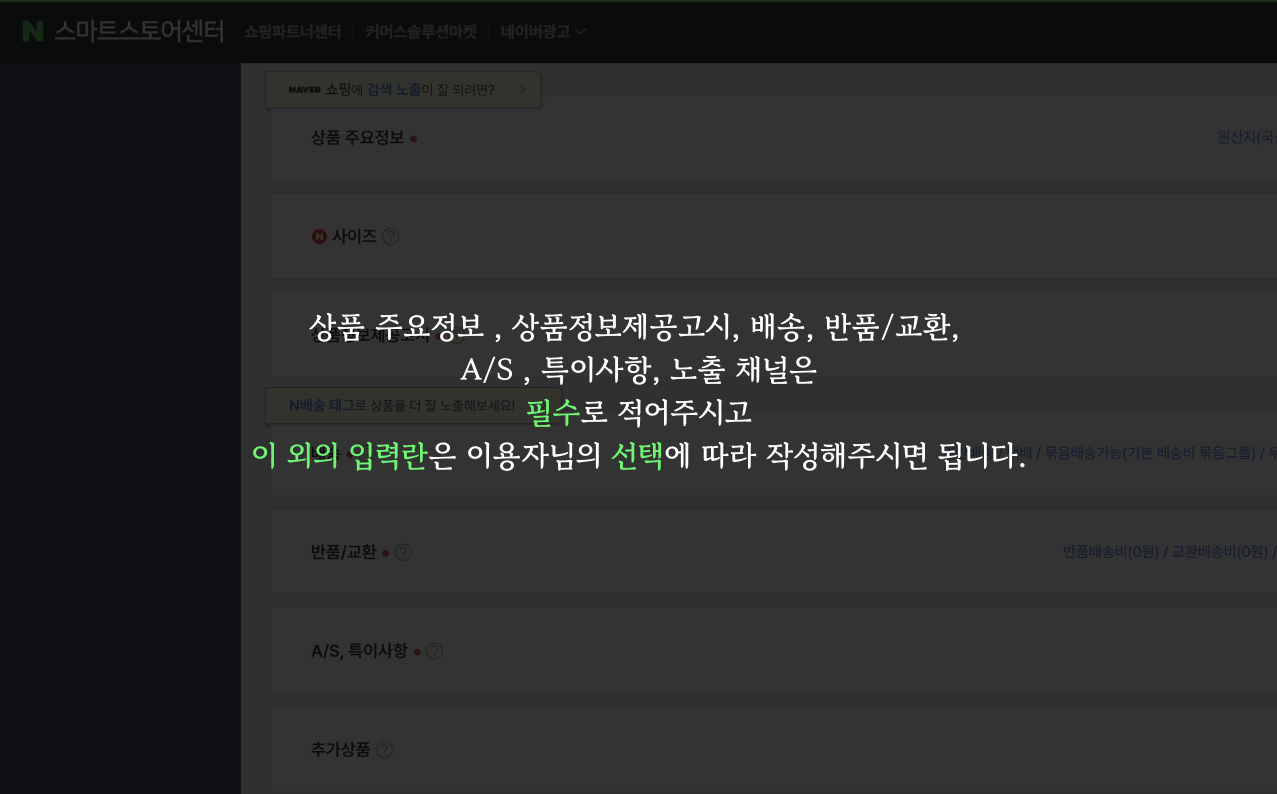 N 스마트스토어센터 쇼핑파트너센터 커머스솔루션마켓 네이버광고
NAVER 쇼핑에 검색 노출이 잘 되려면?
상품 주요정보
원산지(국
N 사이즈 ?
상품 주요정보 , 상품정보제공고시, 배송, 반품/교환,
상품정보제공고시
A/S , 특이사항, 노출 채널은
N배송 태그로 상품을 더 잘 노출해보세요!
필수로 적어주시고
이 외의 입력란은 이용자님의 선택에 따라 작성해주시면 됩니다.
/ 묶음배송가능(기본 배송비 묶음그룹) /
반품/교환 ?
반품배송비(0원) / 교환배송비(0원) /
A/S, 특이사항 ?
추가상품 ?